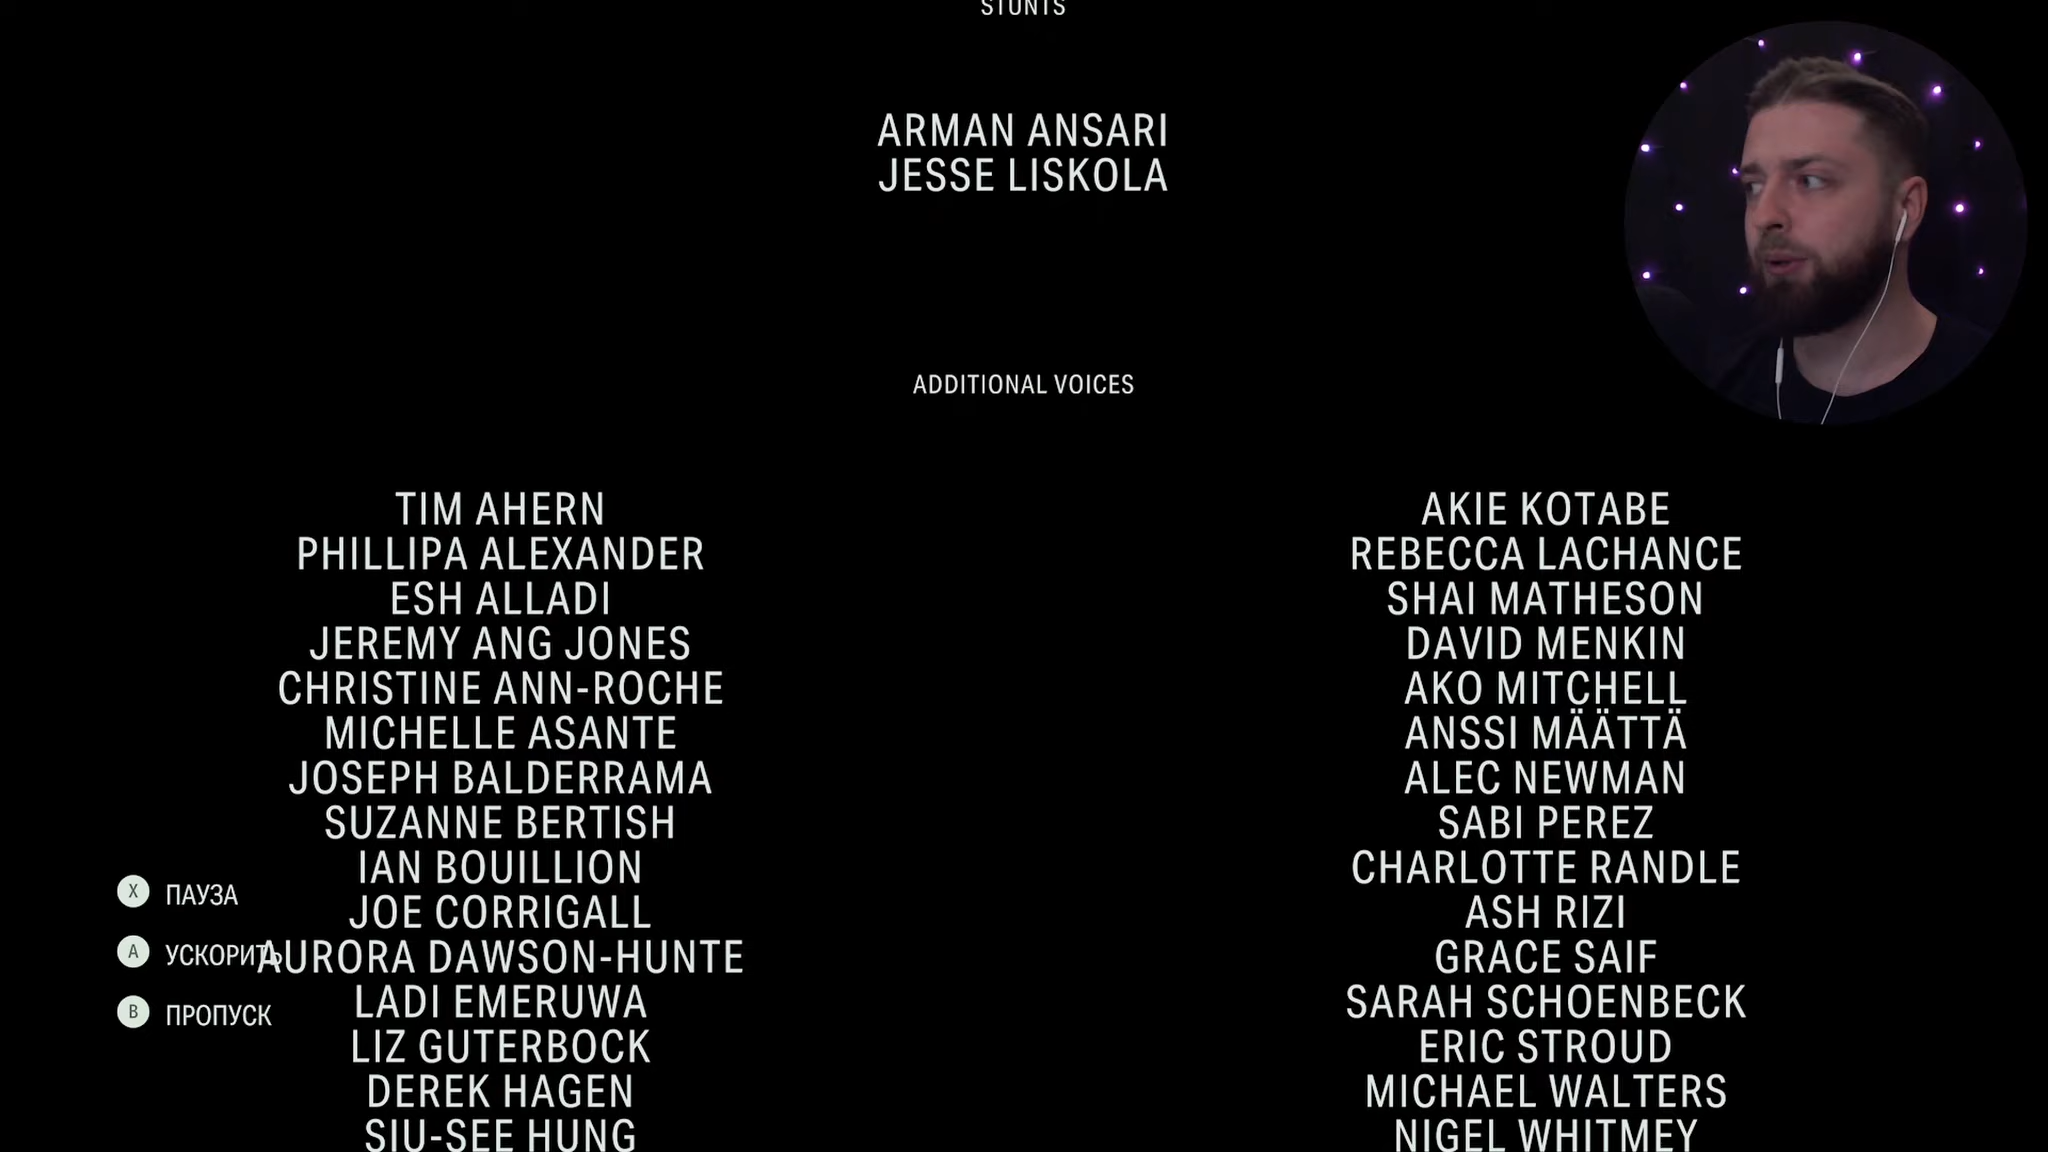 STUNTS
ARMAN ANSARI
JESSE LISKOLA
ADDITIONAL VOICES
TIM AHERN
PHILLIPA ALEXANDER
ESH ALLADI
JEREMY ANG JONES
CHRISTINE ANN-ROCHE
MICHELLE ASANTE
JOSEPH BALDERRAMA
SUZANNE BERTISH
IAN BOUILLION
JOE CORRIGALL
AURORA DAWSON-HUNTE
LADI EMERUWA
LIZ GUTERBOCK
DEREK HAGEN
SIU-SEE HUNG
AKIE KOTABE
REBECCA LACHANCE
SHAI MATHESON
DAVID MENKIN
AKO MITCHELL
ANSSI MÄÄTTÄ
ALEC NEWMAN
SABI PEREZ
CHARLOTTE RANDLE
ASH RIZI
GRACE SAIF
SARAH SCHOENBECK
ERIC STROUD
MICHAEL WALTERS
NIGEL WHITMEY
X ПАУЗА
A УСКОРИТЬ
B ПРОПУСК